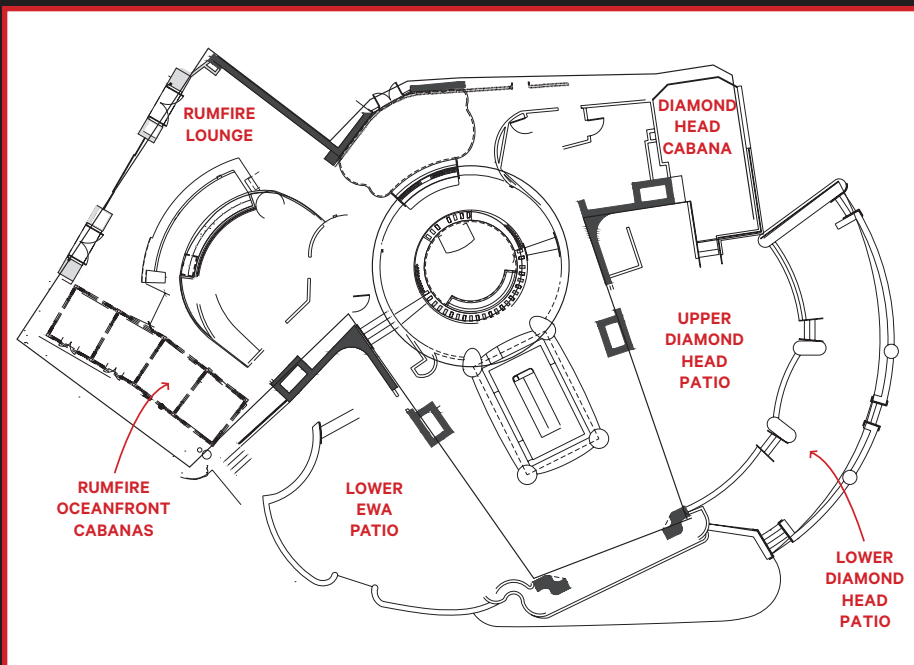 RUMFIRE
LOUNGE
DIAMOND
HEAD
CABANA
UPPER
DIAMOND
HEAD
PATIO
RUMFIRE
OCEANFRONT
CABANAS
LOWER
EWA
PATIO
LOWER
DIAMOND
HEAD
PATIO